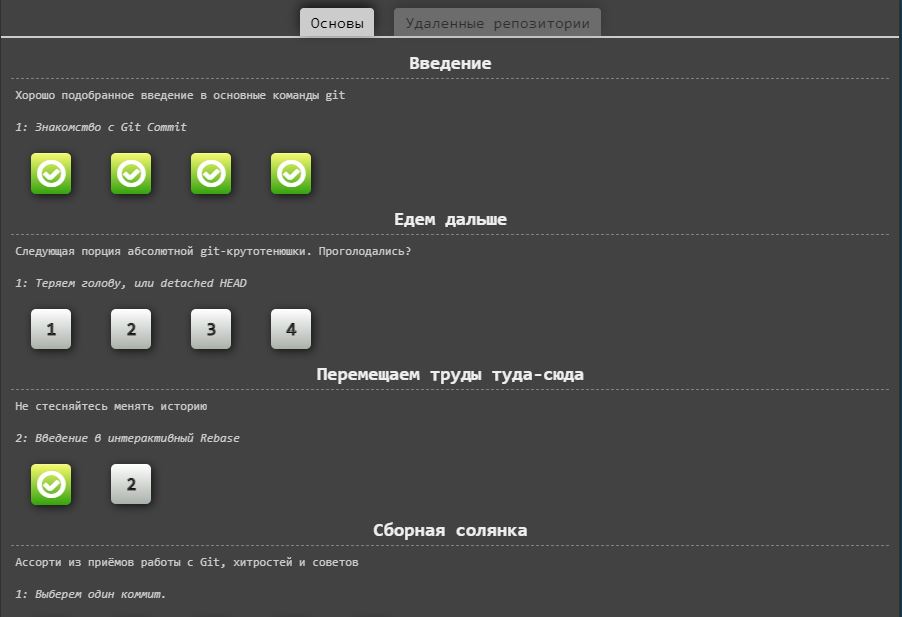 Основы Удаленные репозитории
Введение
Хорошо подобранное введение в основные команды git
1: Знакомство с Git Commit
Едем дальше
Следующая порция абсолютной git-крутотенюшки. Проголодались?
1: Теряем голову, или detached HEAD
1 2 3 4
Перемещаем труды туда-сюда
Не стесняйтесь менять историю
2: Введение в интерактивный Rebase
2
Сборная солянка
Ассорти из приёмов работы с Git, хитростей и советов
1: Выберем один коммит.